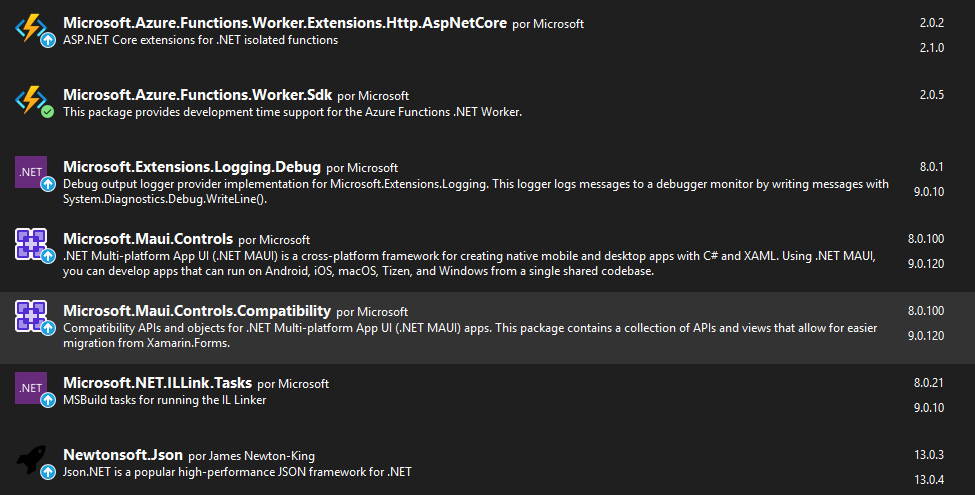 Microsoft.Azure.Functions.Worker.Extensions.Http.AspNetCore por Microsoft 2.0.2
ASP.NET Core extensions for .NET isolated functions 2.1.0
Microsoft.Azure.Functions.Worker.Sdk por Microsoft 2.0.5
This package provides development time support for the Azure Functions .NET Worker.
.NET Microsoft.Extensions.Logging.Debug por Microsoft 8.0.1
Debug output logger provider implementation for Microsoft.Extensions.Logging. This logger logs messages to a debugger monitor by writing messages with 9.0.10
System.Diagnostics.Debug.WriteLine().
Microsoft.Maui.Controls por Microsoft 8.0.100
.NET Multi-platform App UI (.NET MAUI) is a cross-platform framework for creating native mobile and desktop apps with C# and XAML. Using .NET MAUI, 9.0.120
you can develop apps that can run on Android, iOS, macOS, Tizen, and Windows from a single shared codebase.
Microsoft.Maui.Controls.Compatibility por Microsoft 8.0.100
Compatibility APIs and objects for .NET Multi-platform App UI (.NET MAUI) apps. This package contains a collection of APIs and views that allow for easier 9.0.120
migration from Xamarin.Forms.
.NET Microsoft.NET.ILLink.Tasks por Microsoft 8.0.21
MSBuild tasks for running the IL Linker 9.0.10
Newtonsoft.Json por James Newton-King 13.0.3
Json.NET is a popular high-performance JSON framework for .NET 13.0.4